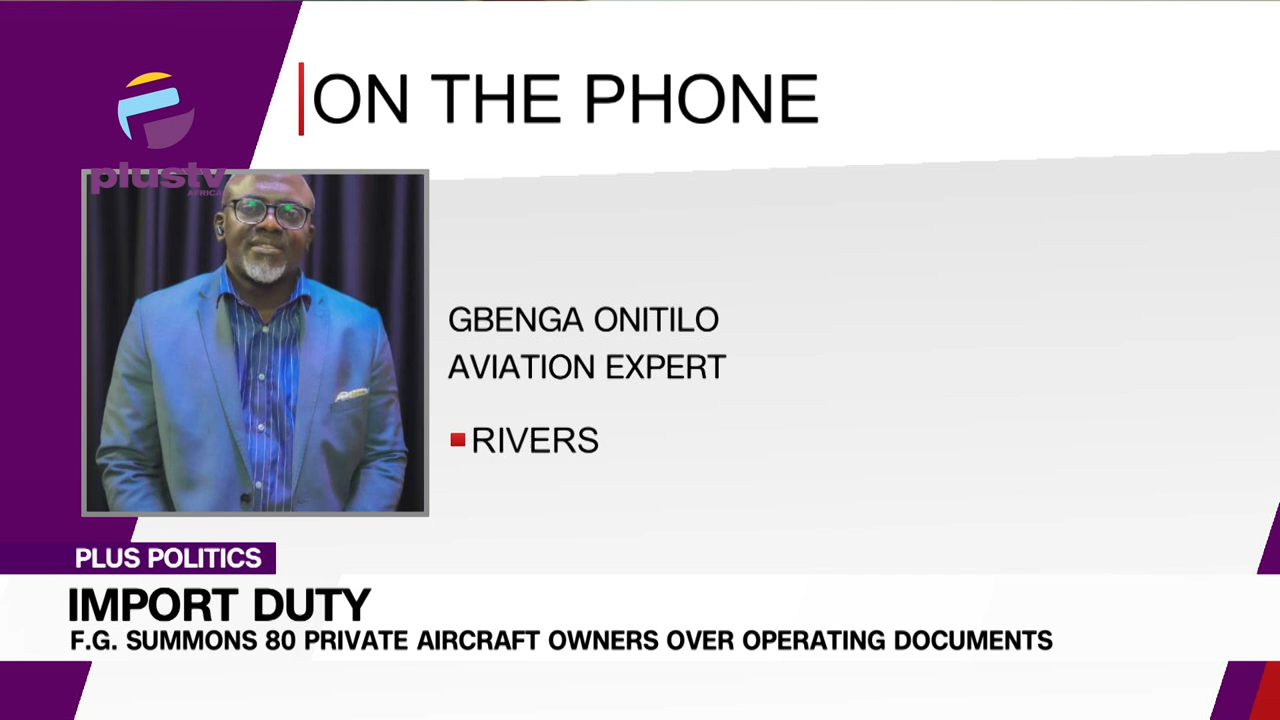 ON THE PHONE
plustv
AFRICA
GBENGA ONITILO
AVIATION EXPERT
RIVERS
PLUS POLITICS
IMPORT DUTY
F.G. SUMMONS 80 PRIVATE AIRCRAFT OWNERS OVER OPERATING DOCUMENTS